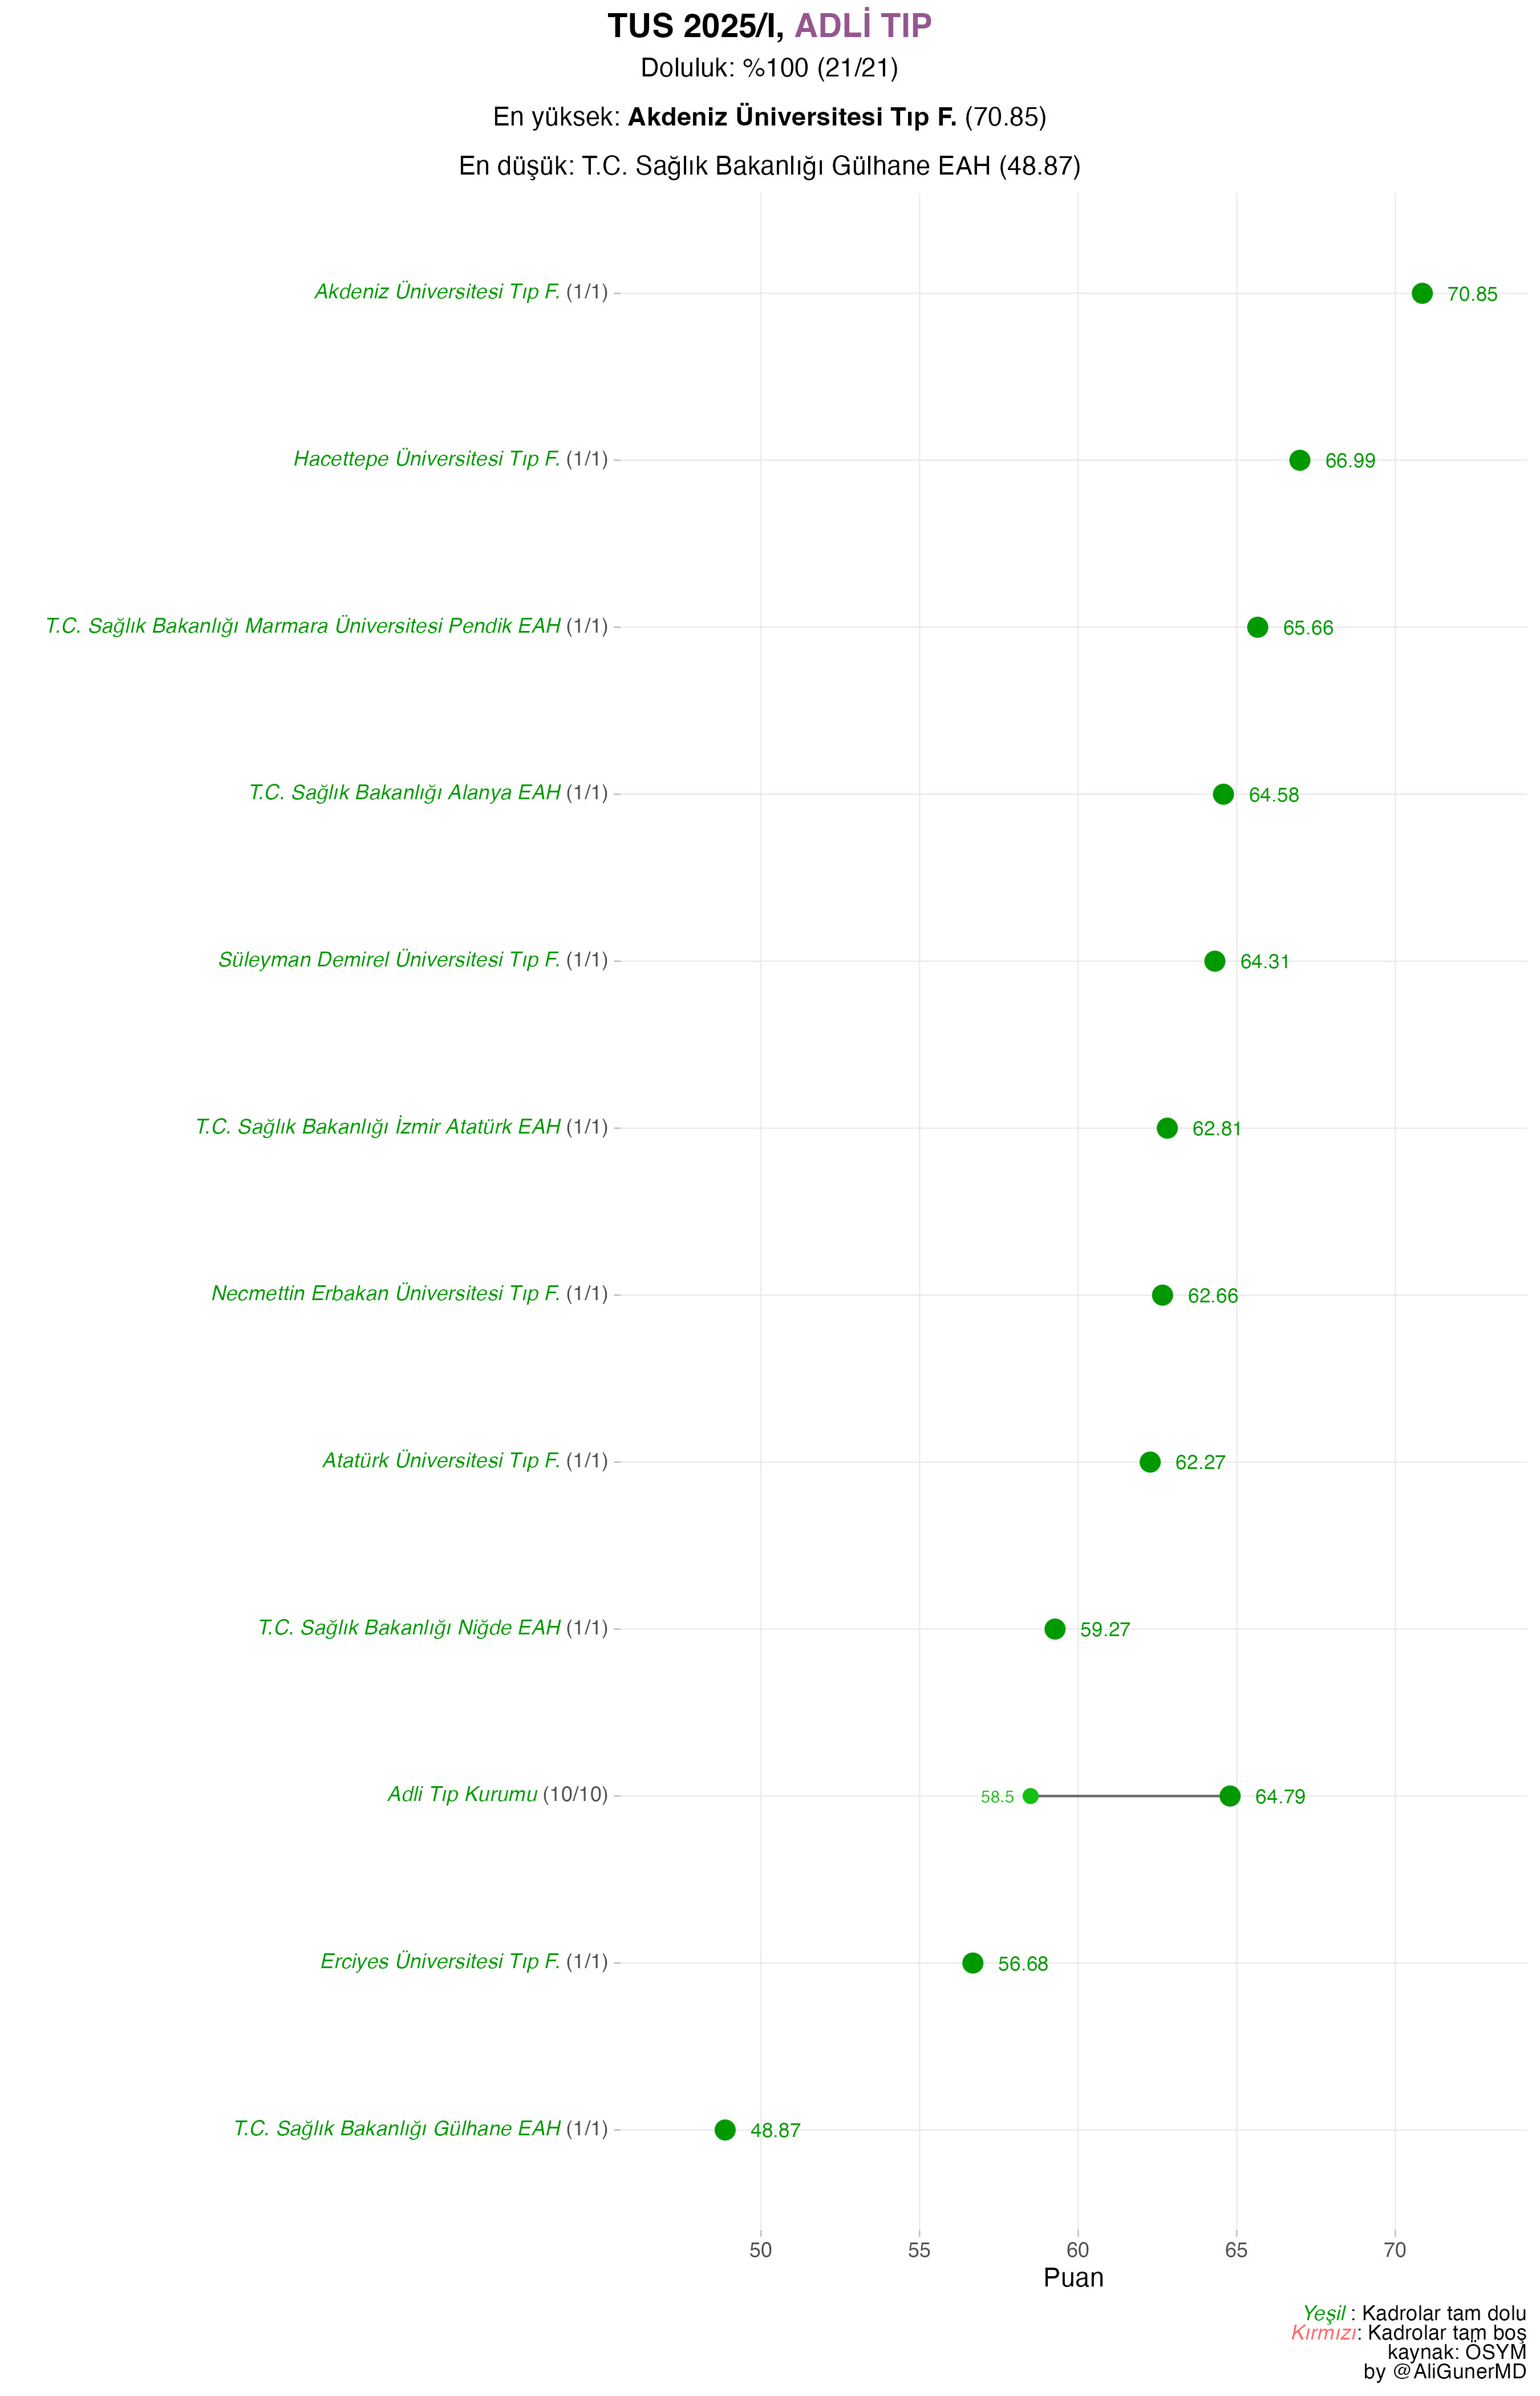 TUS 2025/I, ADLİ TIP
Doluluk: %100 (21/21)
En yüksek: Akdeniz Üniversitesi Tıp F. (70.85)
En düşük: T.C. Sağlık Bakanlığı Gülhane EAH (48.87)
Akdeniz Üniversitesi Tıp F. (1/1) 70.85
Hacettepe Üniversitesi Tıp F. (1/1) 66.99
T.C. Sağlık Bakanlığı Marmara Üniversitesi Pendik EAH (1/1) 65.66
T.C. Sağlık Bakanlığı Alanya EAH (1/1) 64.58
Süleyman Demirel Üniversitesi Tıp F. (1/1) 64.31
T.C. Sağlık Bakanlığı İzmir Atatürk EAH (1/1) 62.81
Necmettin Erbakan Üniversitesi Tıp F. (1/1) 62.66
Atatürk Üniversitesi Tıp F. (1/1) 62.27
T.C. Sağlık Bakanlığı Niğde EAH (1/1) 59.27
Adli Tıp Kurumu (10/10) 58.5 64.79
Erciyes Üniversitesi Tıp F. (1/1) 56.68
T.C. Sağlık Bakanlığı Gülhane EAH (1/1) 48.87
50 55 60 65 70
Puan
Yeşil : Kadrolar tam dolu
Kırmızı: Kadrolar tam boş
kaynak: ÖSYM
by @AliGunerMD